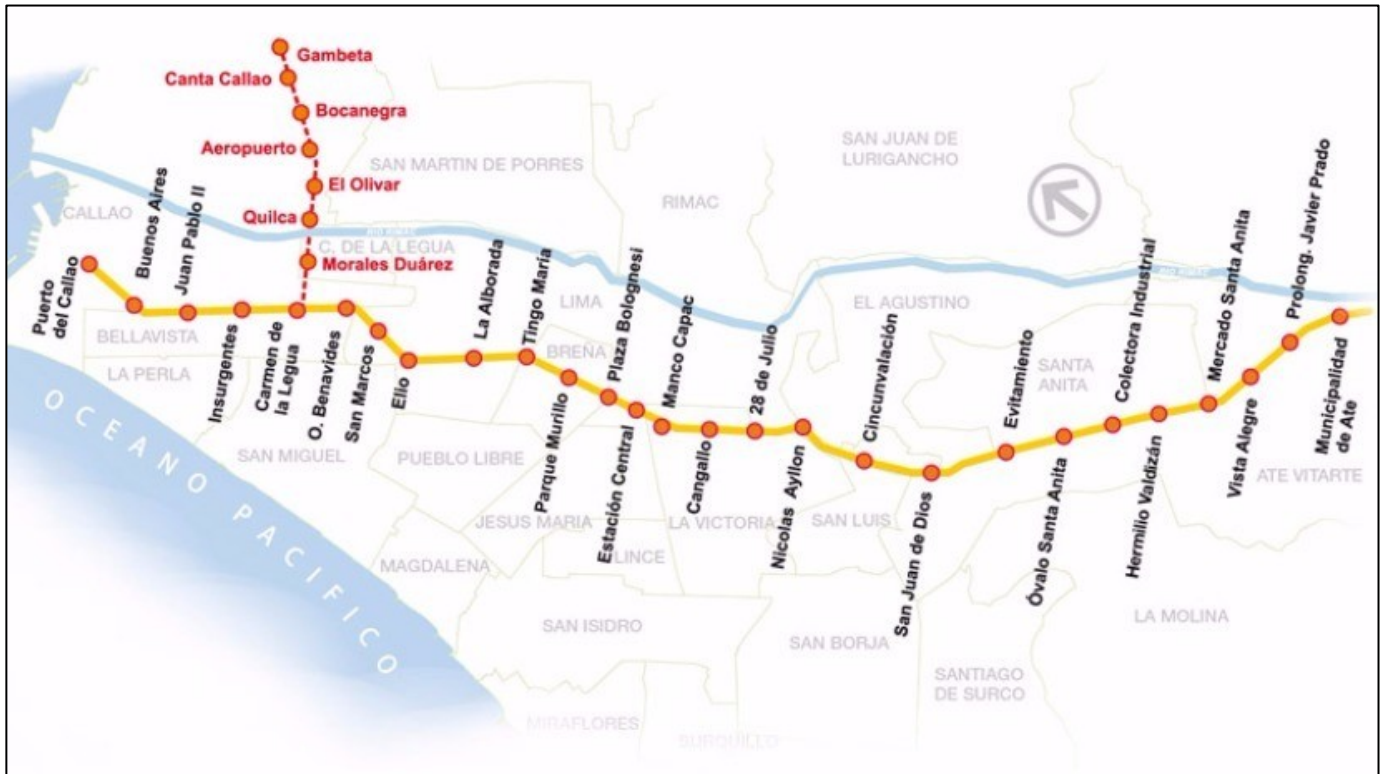 Gambeta
Canta Callao
Bocanegra
Aeropuerto
El Olivar
Quilca
Morales Duárez
SAN MARTIN DE PORRES
SAN JUAN DE
LURIGANCHO
RIMAC
CALLAO
RIO RIMAC
C. DE LA LEGUA
RIO RIMAC
Puerto
del Callao
Buenos Aires
Juan Pablo II
Insurgentes
Carmen de
la Legua
O. Benavides
San Marcos
Elio
La Alborada
Tingo María
Parque Murillo
Plaza Bolognesi
Estación Central
Manco Capac
Cangallo
28 de Julio
Nicolas Ayllon
Cincunvalación
San Juan de Dios
Evitamiento
Óvalo Santa Anita
Colectora Industrial
Hermilio Valdizán
Mercado Santa Anita
Vista Alegre
Prolong. Javier Prado
Municipalidad
de Ate
LIMA
EL AGUSTINO
BELLAVISTA
BREÑA
SANTA
ANITA
LA PERLA
OCEANO PACIFICO
SAN MIGUEL
PUEBLO LIBRE
ATE VITARTE
JESUS MARIA
LA VICTORIA
SAN LUIS
MAGDALENA
LINCE
SAN ISIDRO
SAN BORJA
LA MOLINA
SANTIAGO
DE SURCO
MIRAFLORES
SURQUILLO